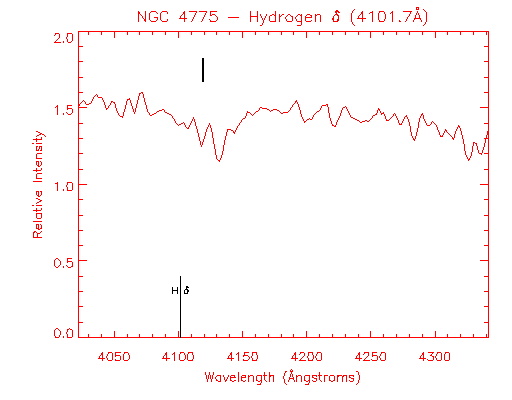 NGC 4775 – Hydrogen δ (4101.7Å)
2.0
1.5
1.0
0.5
0.0
Relative Intensity
H δ
4050 4100 4150 4200 4250 4300
Wavelength (Ångstroms)